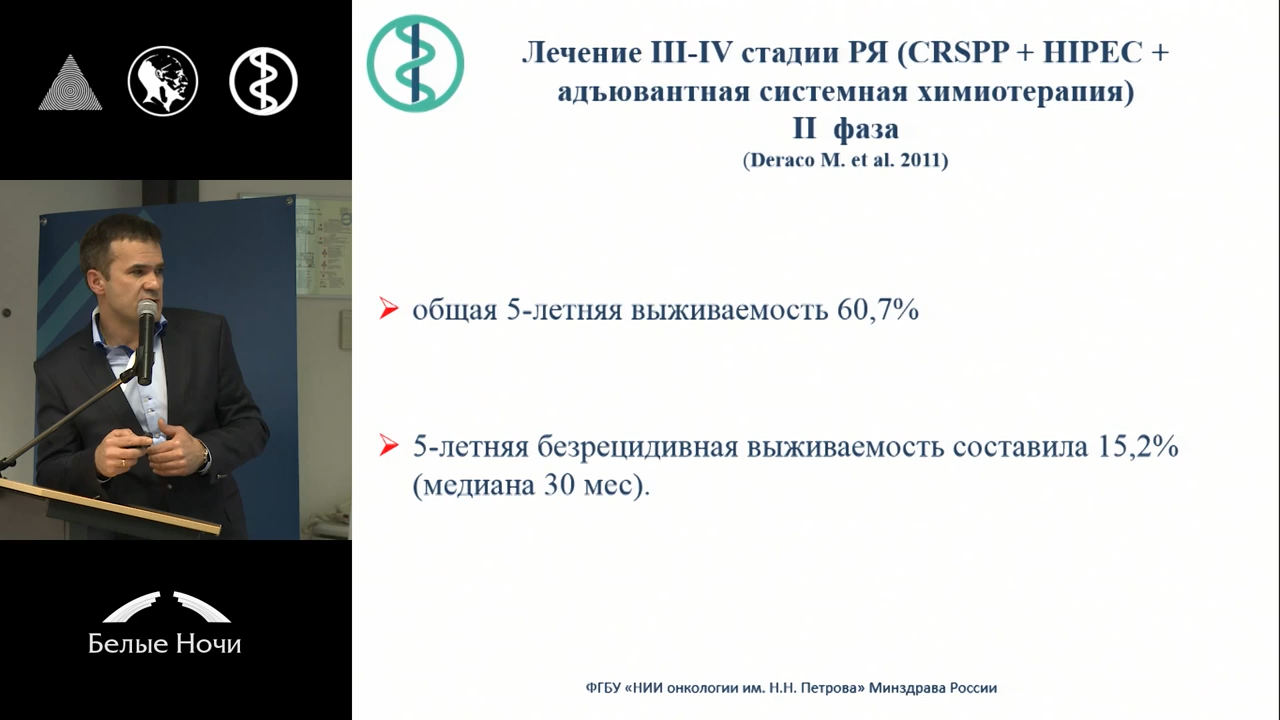 Лечение III-IV стадии РЯ (CRSPP + HIPEC +
адъювантная системная химиотерапия)
II фаза
(Deraco M. et al. 2011)
общая 5-летняя выживаемость 60,7%
5-летняя безрецидивная выживаемость составила 15,2%
(медиана 30 мес).
Белые Ночи
ФГБУ «НИИ онкологии им. Н.Н. Петрова» Минздрава России